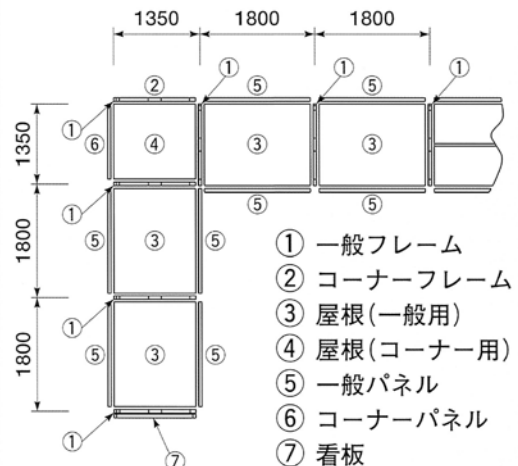 1350 1800 1800
② ① ⑤ ① ⑤ ①
①
1350 ⑥ ④ ③ ③
① ⑤ ⑤
1800 ⑤ ③ ⑤
①
1800 ⑤ ③ ⑤
① ⑦
① 一般フレーム
② コーナーフレーム
③ 屋根(一般用)
④ 屋根(コーナー用)
⑤ 一般パネル
⑥ コーナーパネル
⑦ 看板